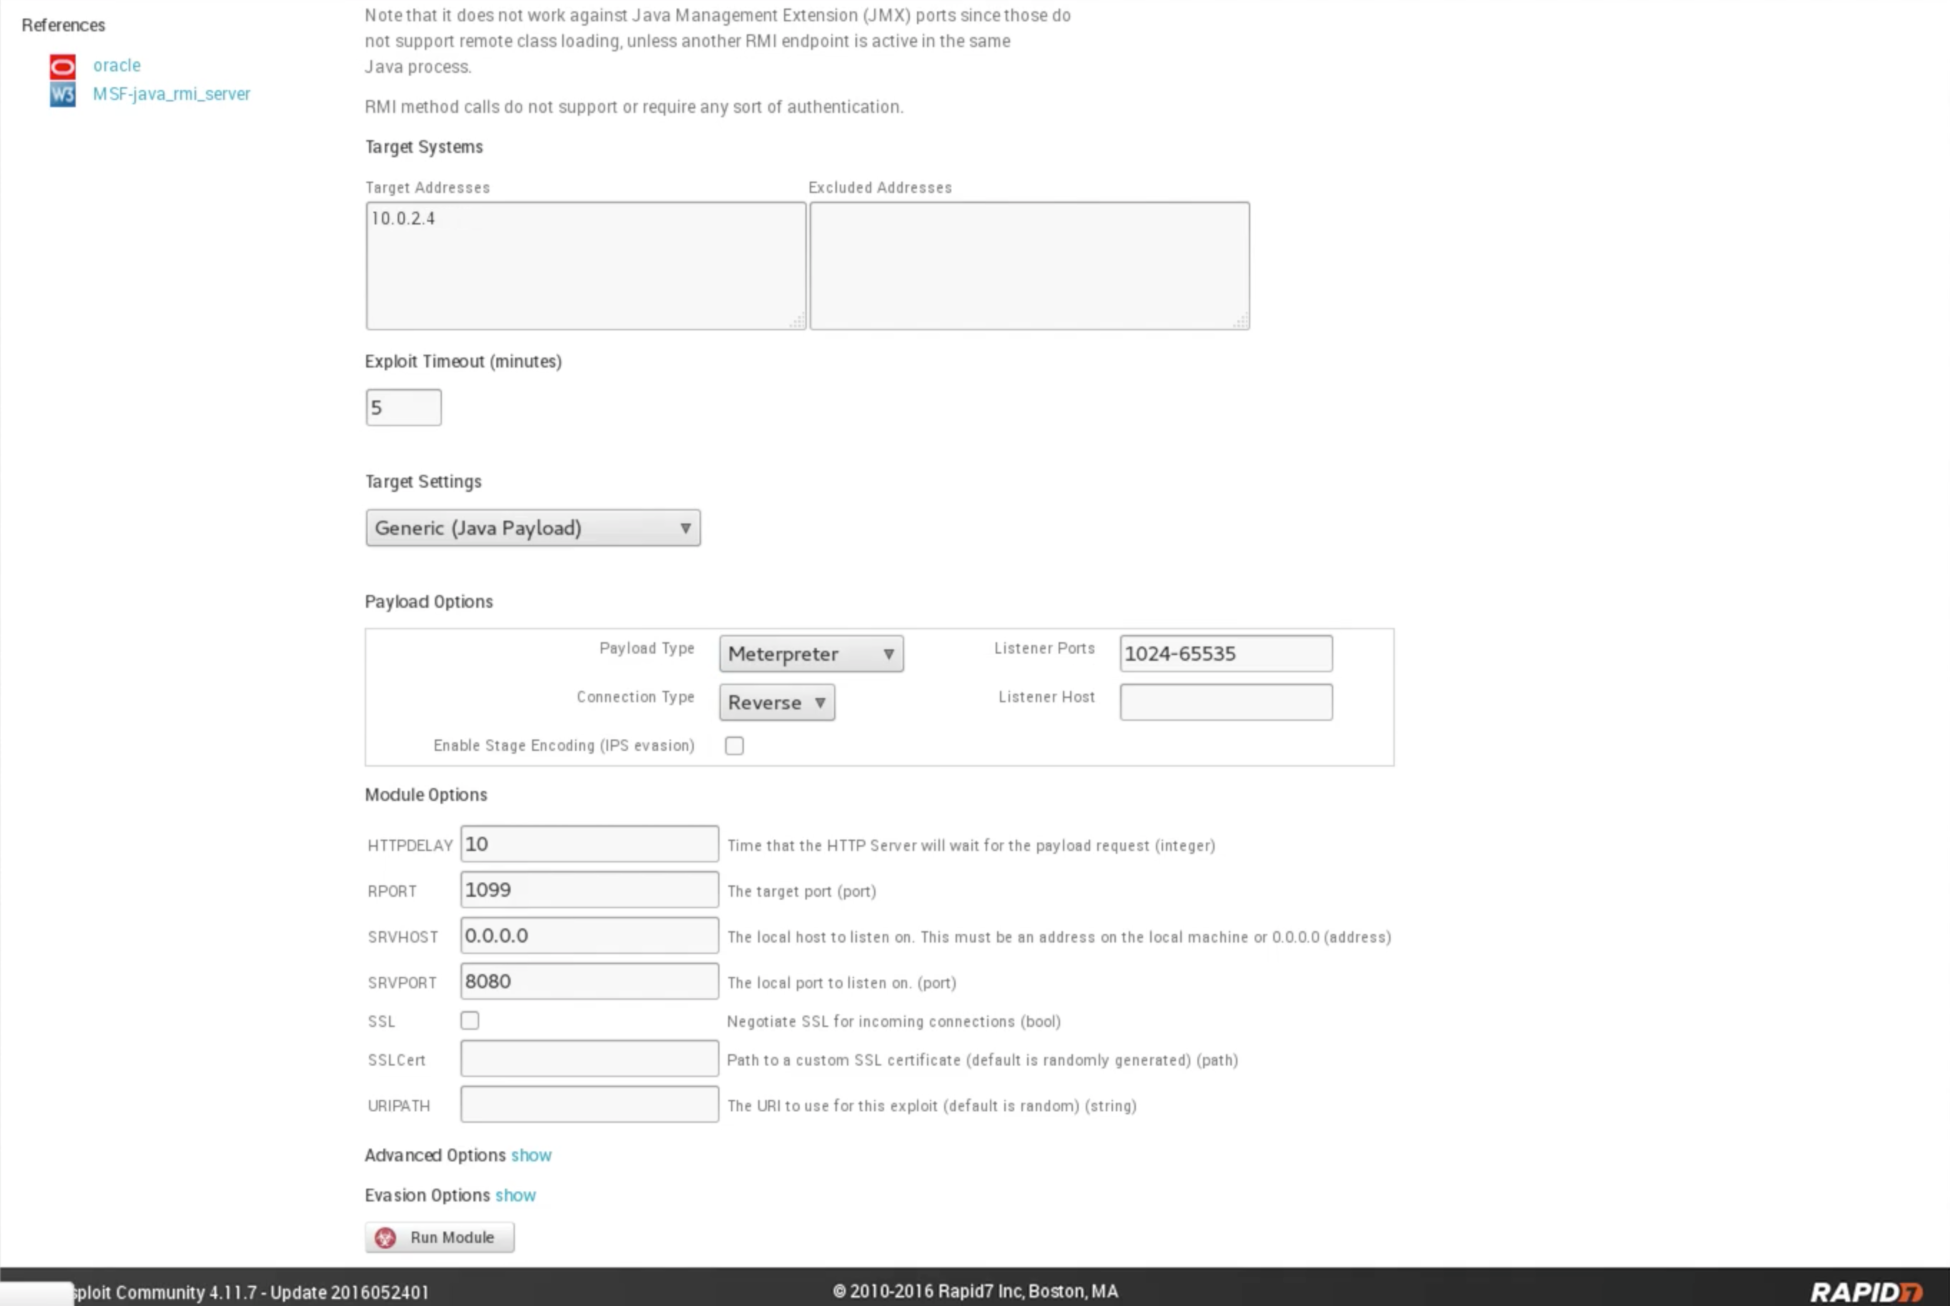 References
oracle
W3
MSF-java_rmi_server
Note that it does not work against Java Management Extension (JMX) ports since those do
not support remote class loading, unless another RMI endpoint is active in the same
Java process.
RMI method calls do not support or require any sort of authentication.
Target Systems
Target Addresses
Excluded Addresses
10.0.2.4
Exploit Timeout (minutes)
5
Target Settings
Generic (Java Payload)
Payload Options
Payload Type
Meterpreter
Listener Ports
1024-65535
Connection Type
Reverse
Listener Host
Enable Stage Encoding (IPS evasion)
Module Options
HTTPDELAY 10 Time that the HTTP Server will wait for the payload request (integer)
RPORT 1099 The target port (port)
SRVHOST 0.0.0.0 The local host to listen on. This must be an address on the local machine or 0.0.0.0 (address)
SRVPORT 8080 The local port to listen on. (port)
SSL Negotiate SSL for incoming connections (bool)
SSLCert Path to a custom SSL certificate (default is randomly generated) (path)
URIPATH The URI to use for this exploit (default is random) (string)
Advanced Options show
Evasion Options show
Run Module
sploit Community 4.11.7 - Update 2016052401
© 2010-2016 Rapid7 Inc, Boston, MA
RAPID7